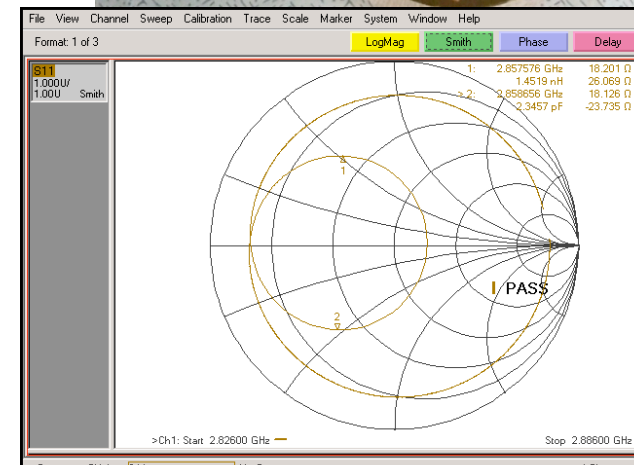 File View Channel Sweep Calibration Trace Scale Marker System Window Help
Format: 1 of 3 LogMag Smith Phase Delay
S11
1.000U/
1.00U Smith
1: 2.857576 GHz 18.201 Ω
1.4519 nH 26.069 Ω
> 2: 2.858656 GHz 18.126 Ω
2.3457 pF -23.735 Ω
1
PASS
2
>Ch1: Start 2.82600 GHz Stop 2.88600 GHz